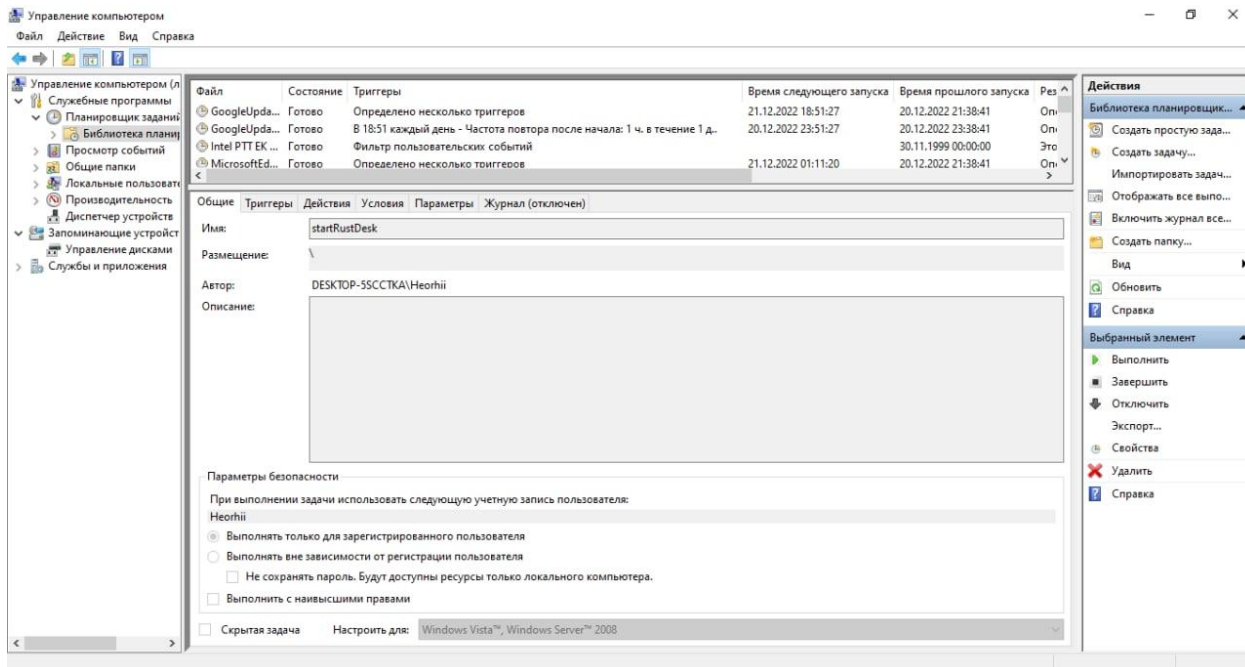 Управление компьютером
Файл Действие Вид Справка
Управление компьютером (л
Служебные программы
Планировщик заданий
Библиотека планир
Просмотр событий
Общие папки
Локальные пользовате
Производительность
Диспетчер устройств
Запоминающие устройст
Управление дисками
Службы и приложения
Файл Состояние Триггеры Время следующего запуска Время прошлого запуска Рез
GoogleUpda... Готово Определено несколько триггеров 21.12.2022 18:51:27 20.12.2022 21:38:41 Опе
GoogleUpda... Готово В 18:51 каждый день - Частота повтора после начала: 1 ч. в течение 1 д.. 20.12.2022 23:51:27 20.12.2022 23:38:41 Опе
Intel PTT EK ... Готово Фильтр пользовательских событий 30.11.1999 00:00:00 Это
MicrosoftEd... Готово Определено несколько триггеров 21.12.2022 01:11:20 20.12.2022 21:38:41 Опе
Общие Триггеры Действия Условия Параметры Журнал (отключен)
Имя: startRustDesk
Размещение: \
Автор: DESKTOP-5SCCTKA\Heorhii
Описание:
Параметры безопасности
При выполнении задачи использовать следующую учетную запись пользователя:
Heorhii
Выполнять только для зарегистрированного пользователя
Выполнять вне зависимости от регистрации пользователя
Не сохранять пароль. Будут доступны ресурсы только локального компьютера.
Выполнить с наивысшими правами
Скрытая задача Настроить для: Windows Vista™, Windows Server™ 2008
Действия
Библиотека планировщик...
Создать простую зада...
Создать задачу...
Импортировать задач...
Отображать все выпо...
Включить журнал все...
Создать папку...
Вид
Обновить
Справка
Выбранный элемент
Выполнить
Завершить
Отключить
Экспорт...
Свойства
Удалить
Справка